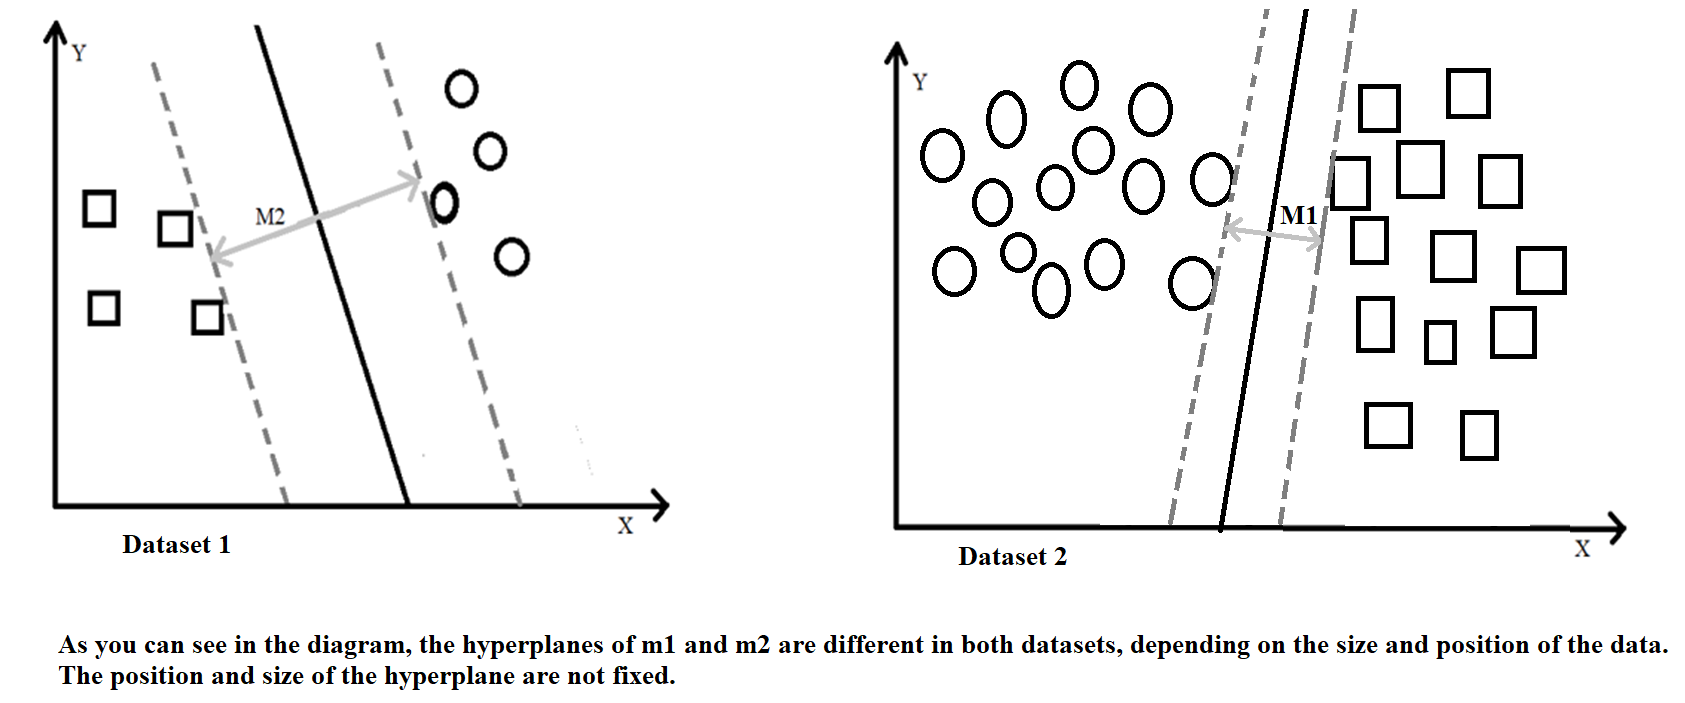 Y
M2
X
Dataset 1
Y
M1
X
Dataset 2
As you can see in the diagram, the hyperplanes of m1 and m2 are different in both datasets, depending on the size and position of the data.
The position and size of the hyperplane are not fixed.